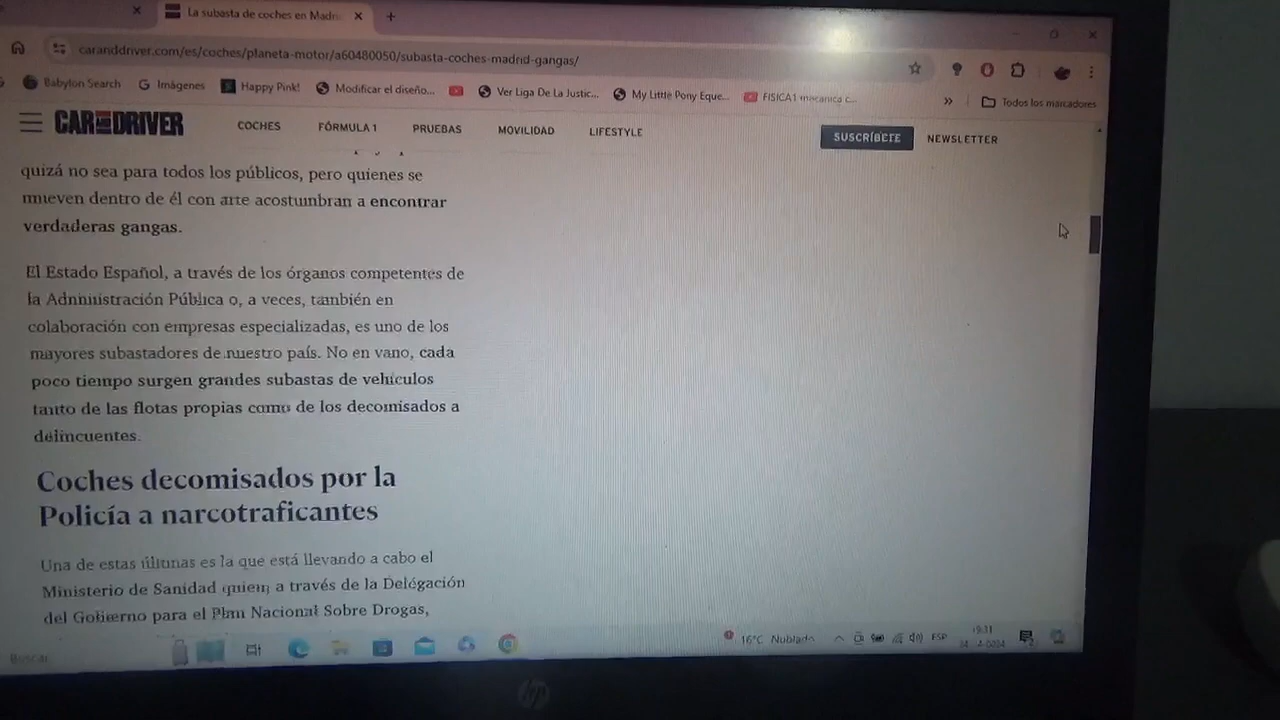 La subasta de coches en Madri
caranddriver.com/es/coches/planeta-motor/a60480050/subasta-coches-madrid-gangas/
Babylon Search
Imágenes
Happy Pink!
Modificar el diseño...
Ver Liga De La Justic...
My Little Pony Eque...
FISICA1 mecanica c...
Todos los marcadores
CAR AND DRIVER
COCHES
FÓRMULA 1
PRUEBAS
MOVILIDAD
LIFESTYLE
SUSCRÍBETE
NEWSLETTER
quizá no sea para todos los públicos, pero quienes se
mueven dentro de él con arte acostumbran a encontrar
verdaderas gangas.
El Estado Español, a través de los órganos competentes de
la Administración Pública o, a veces, también en
colaboración con empresas especializadas, es uno de los
mayores subastadores de nuestro país. No en vano, cada
poco tiempo surgen grandes subastas de vehículos
tanto de las flotas propias como de los decomisados a
delincuentes.
Coches decomisados por la
Policía a narcotraficantes
Una de estas últimas es la que está llevando a cabo el
Ministerio de Sanidad quien, a través de la Delegación
del Gobierno para el Plan Nacional Sobre Drogas,
Buscar
16°C Nublado
ESP
19:31
hp